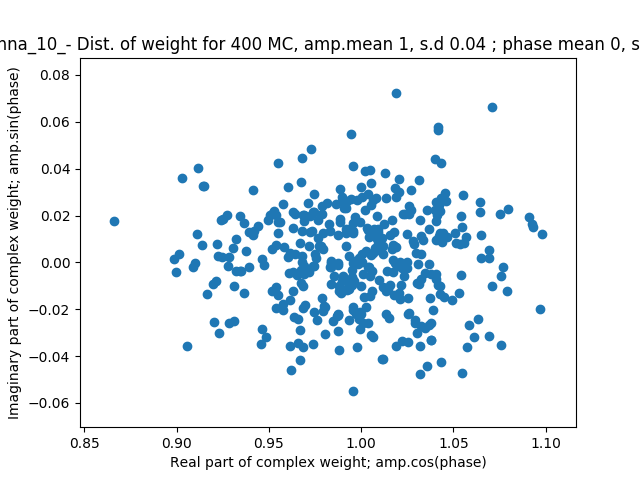 nna_10_- Dist. of weight for 400 MC, amp.mean 1, s.d 0.04 ; phase mean 0, s
0.08
0.06
0.04
0.02
0.00
−0.02
−0.04
−0.06
Imaginary part of complex weight; amp.sin(phase)
0.85 0.90 0.95 1.00 1.05 1.10
Real part of complex weight; amp.cos(phase)